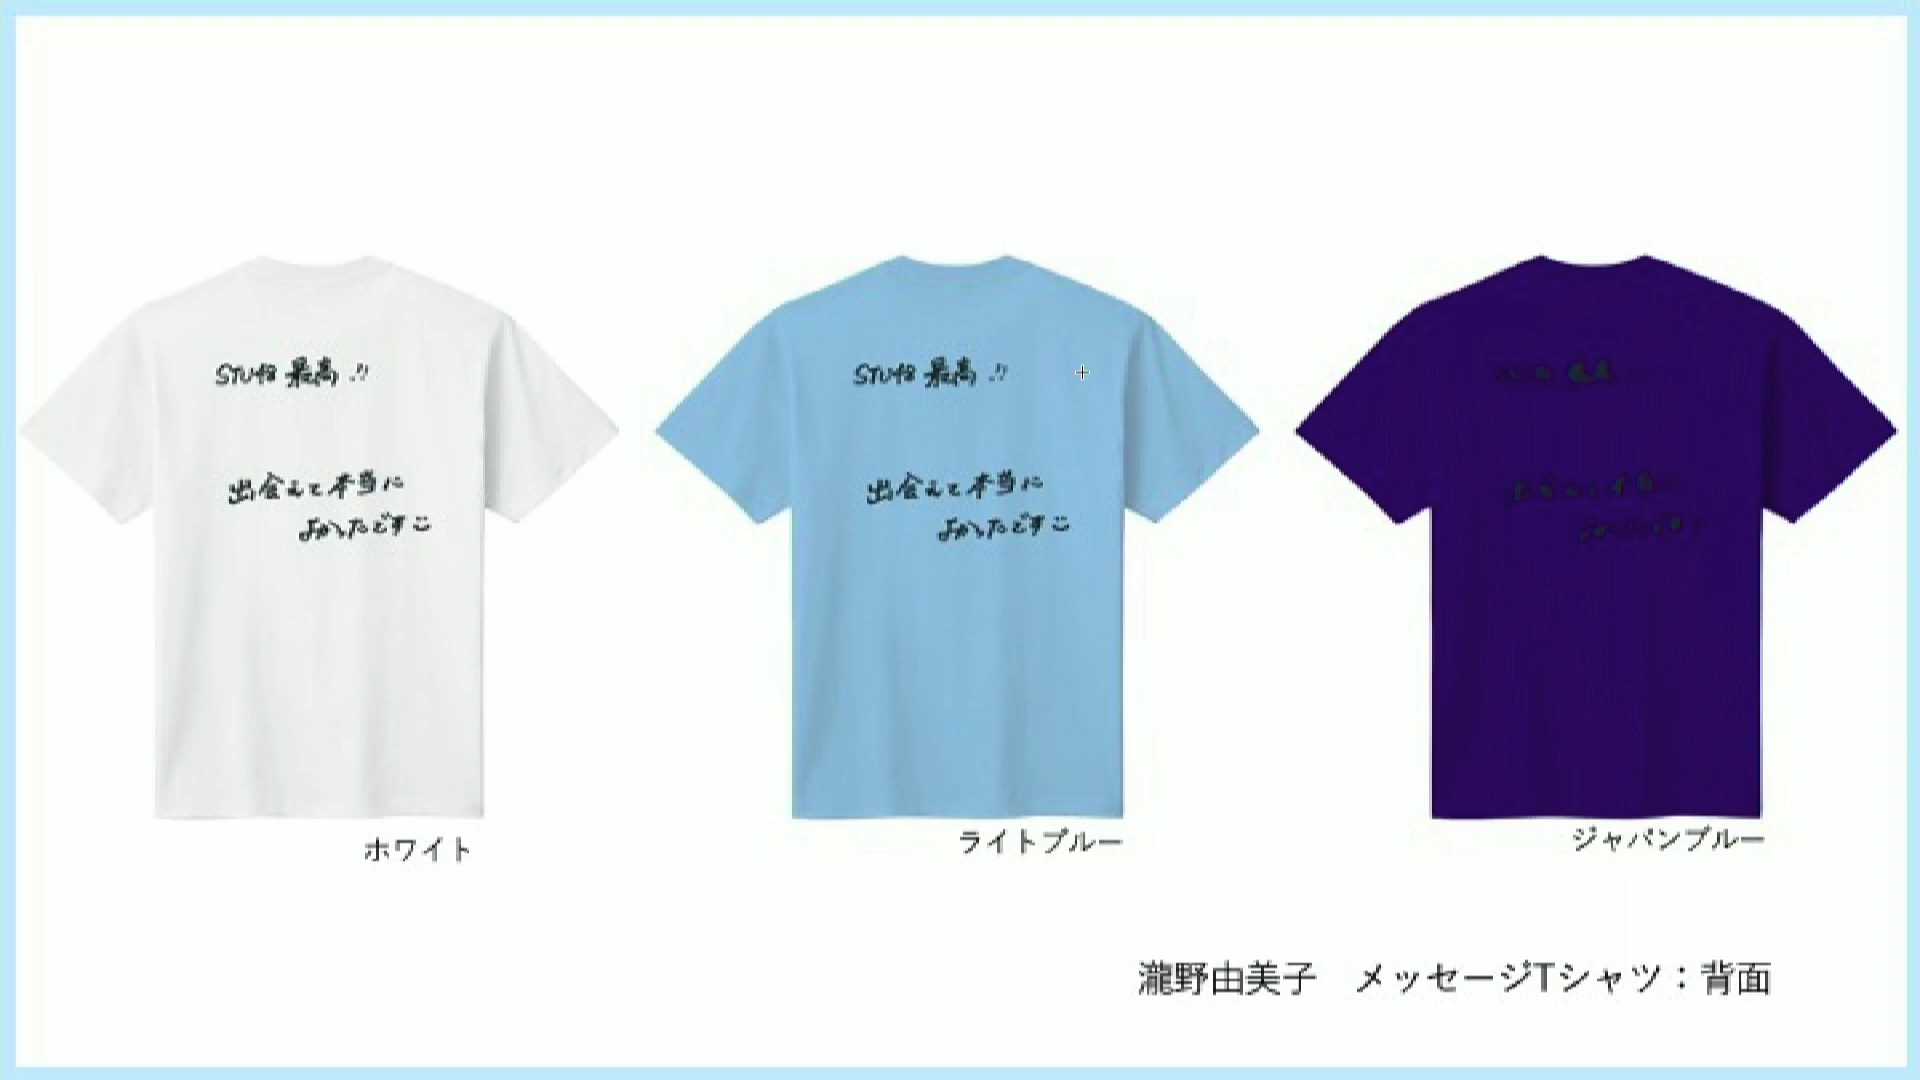 STU48 最高!!
出会えて本当に
よかったですこ
STU48 最高!!
出会えて本当に
よかったですこ
ホワイト
ライトブルー
ジャパンブルー
瀧野由美子 メッセージTシャツ：背面